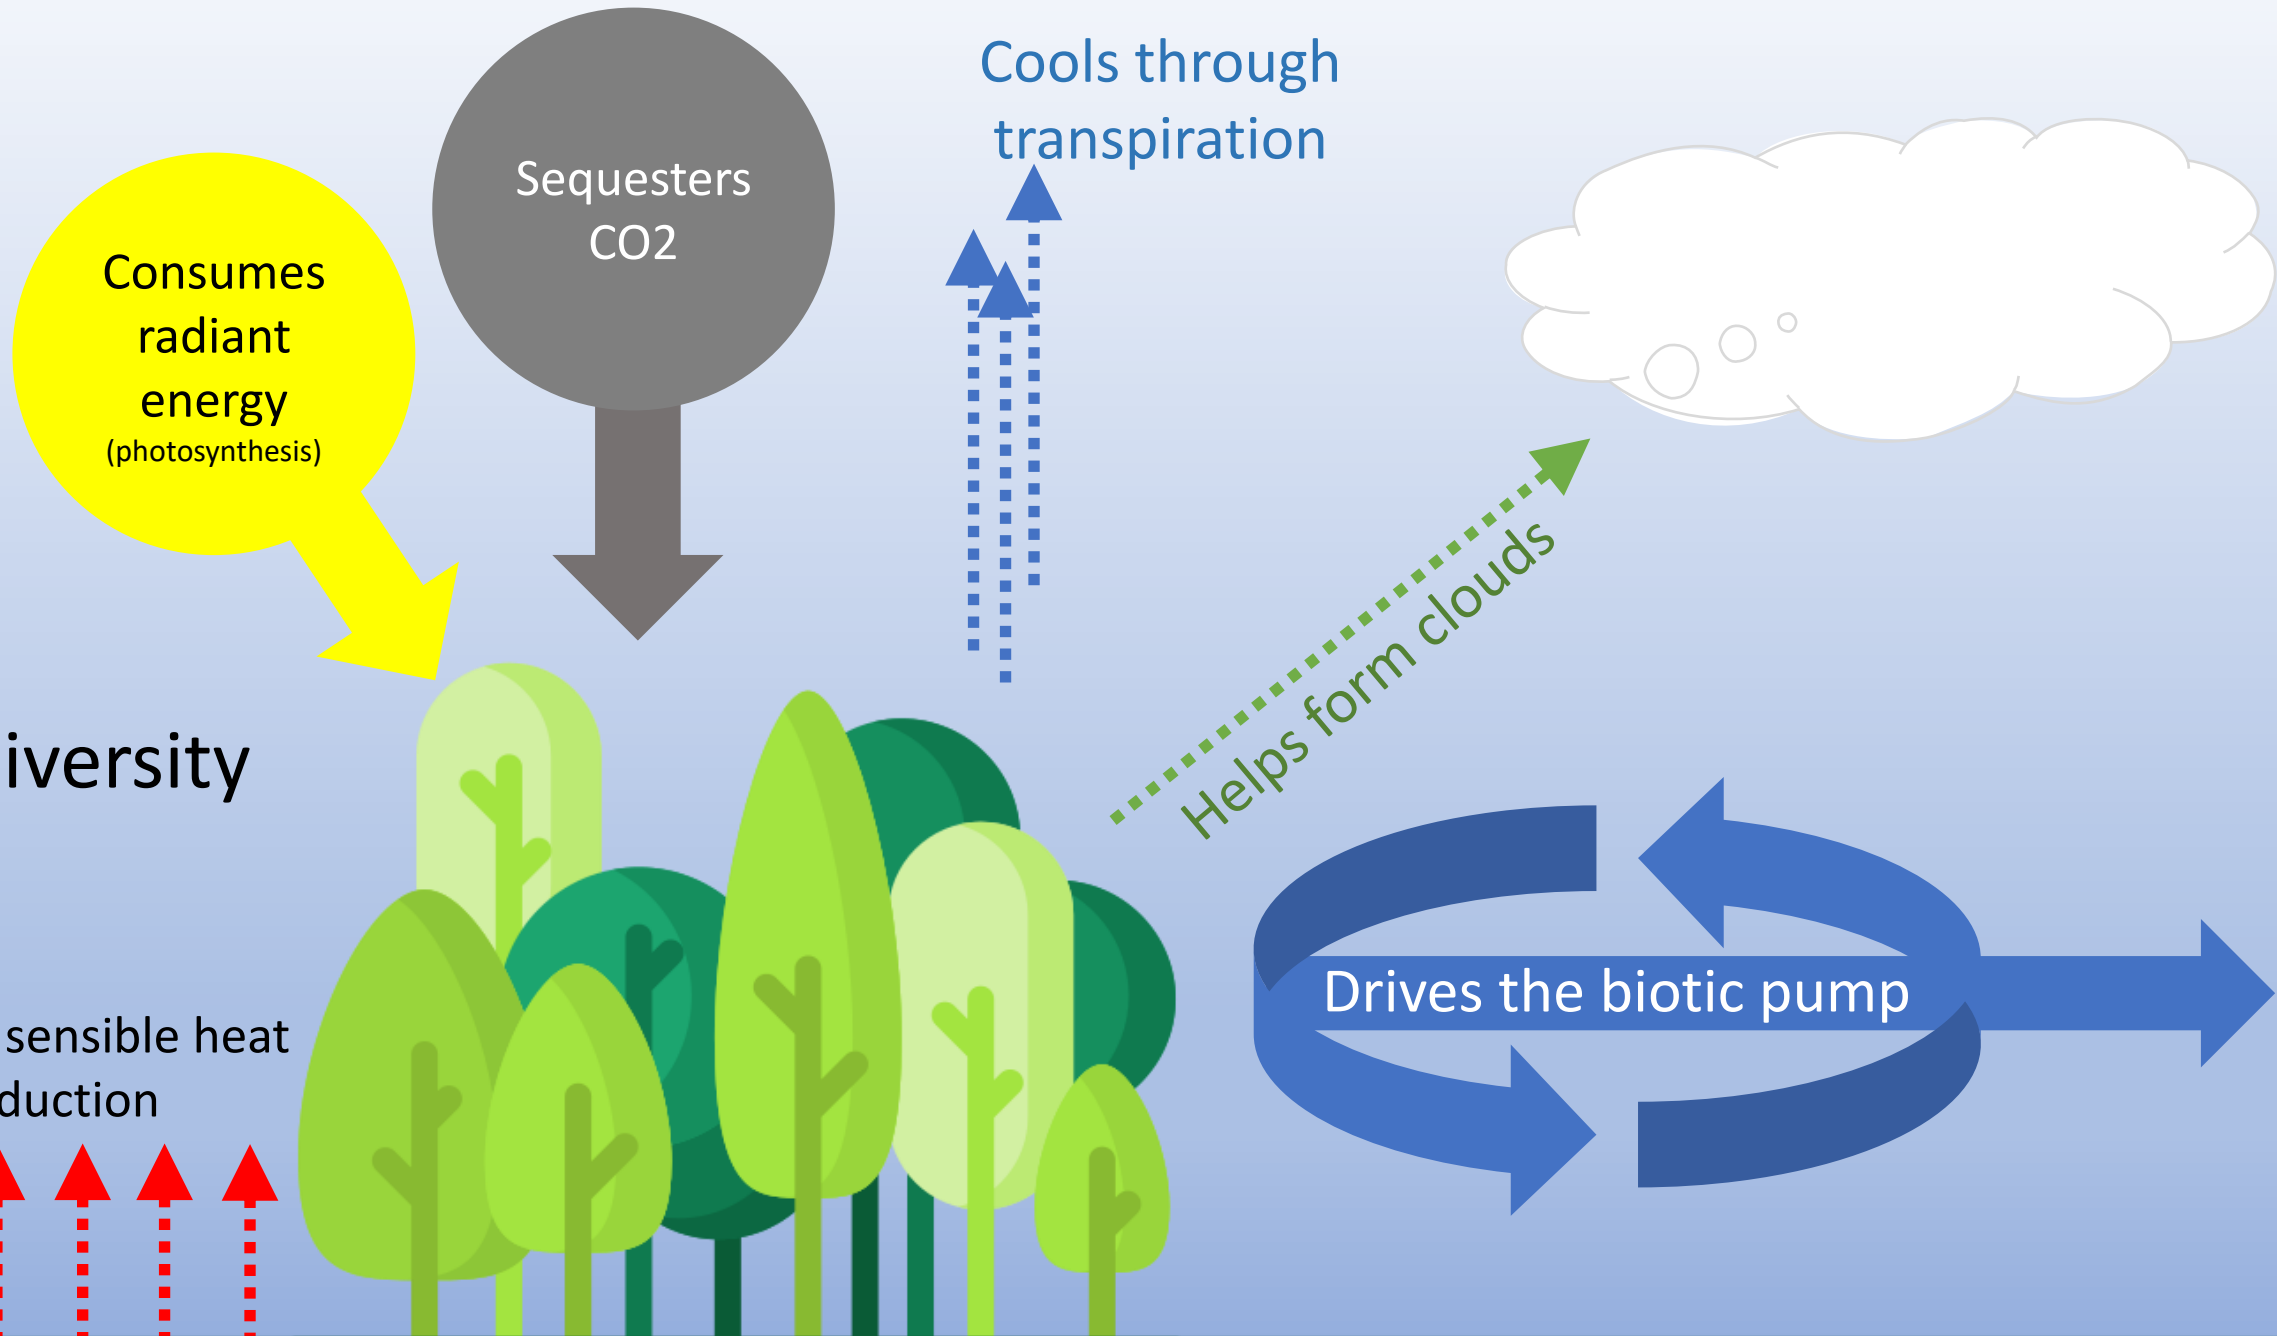 Cools through
transpiration
Sequesters
CO2
Consumes
radiant
energy
(photosynthesis)
Helps form clouds
iversity
Drives the biotic pump
sensible heat
duction